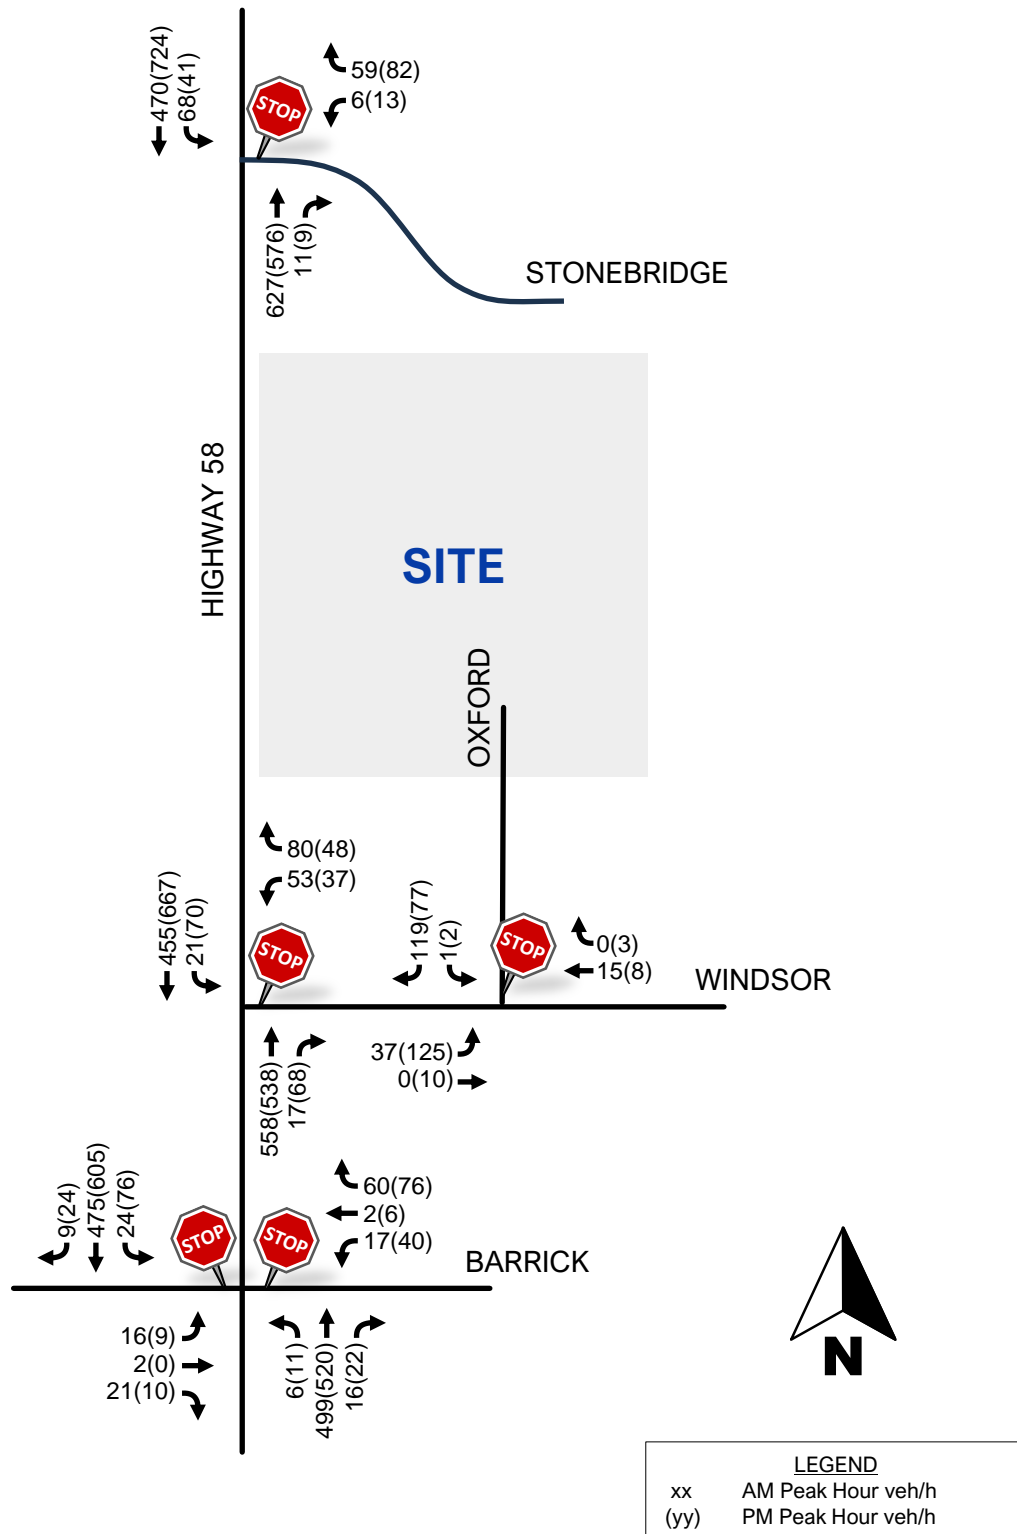 470(724)
68(41)
STOP
59(82)
6(13)
627(576)
11(9)
STONEBRIDGE
HIGHWAY 58
SITE
OXFORD
80(48)
53(37)
455(667)
21(70)
STOP
119(77)
1(2)
STOP
0(3)
15(8)
WINDSOR
558(538)
17(68)
37(125)
0(10)
9(24)
475(605)
24(76)
STOP
STOP
60(76)
2(6)
17(40)
BARRICK
16(9)
2(0)
21(10)
6(11)
499(520)
16(22)
N
LEGEND
xx AM Peak Hour veh/h
(yy) PM Peak Hour veh/h